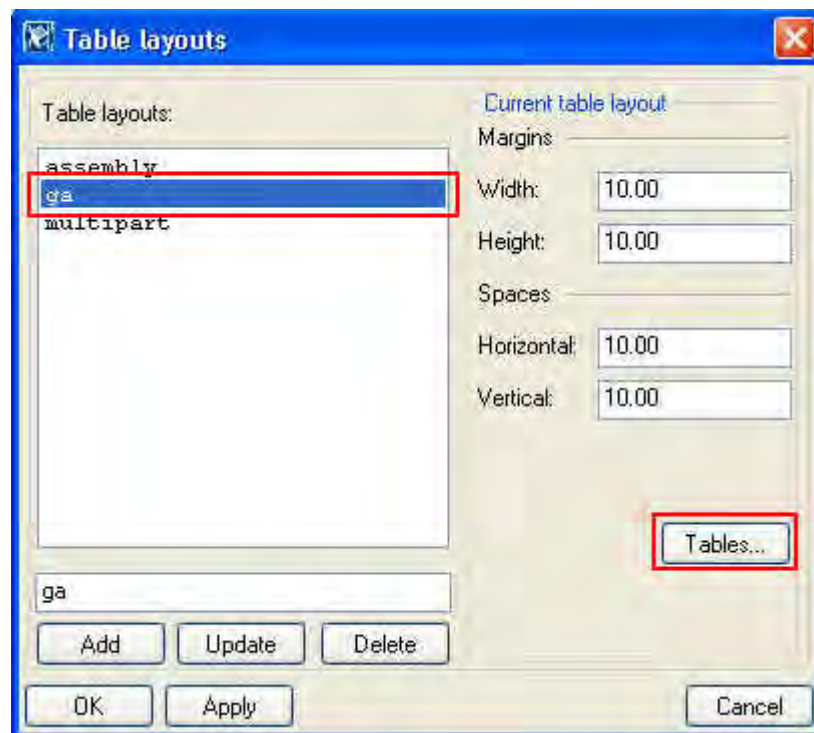 Table layouts
Table layouts:
assembly
ga
multipart
ga
Add Update Delete
Current table layout
Margins
Width: 10.00
Height: 10.00
Spaces
Horizontal: 10.00
Vertical: 10.00
Tables...
OK Apply Cancel